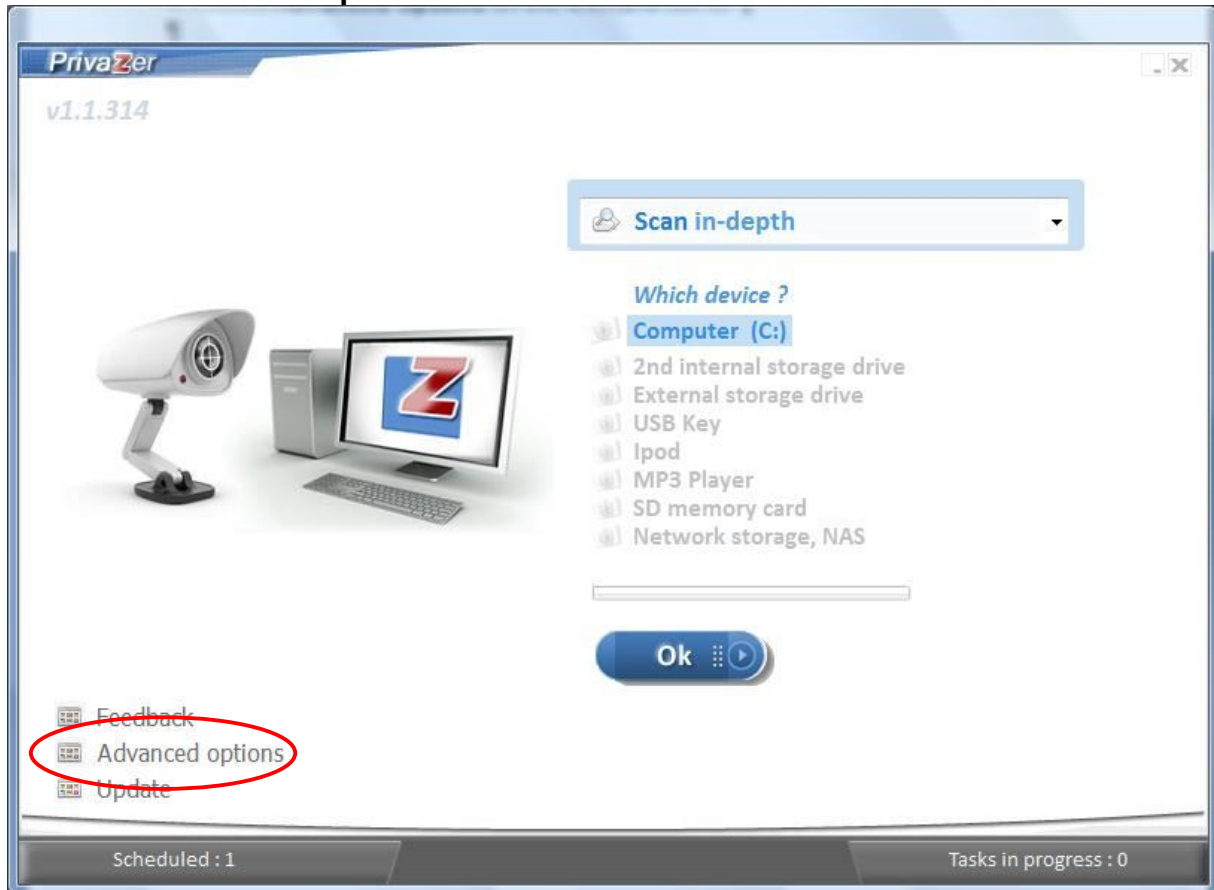 PrivaZer
v1.1.314
Scan in-depth
Which device ?
Computer (C:)
2nd internal storage drive
External storage drive
USB Key
Ipod
MP3 Player
SD memory card
Network storage, NAS
Ok
Feedback
Advanced options
Update
Scheduled : 1
Tasks in progress : 0